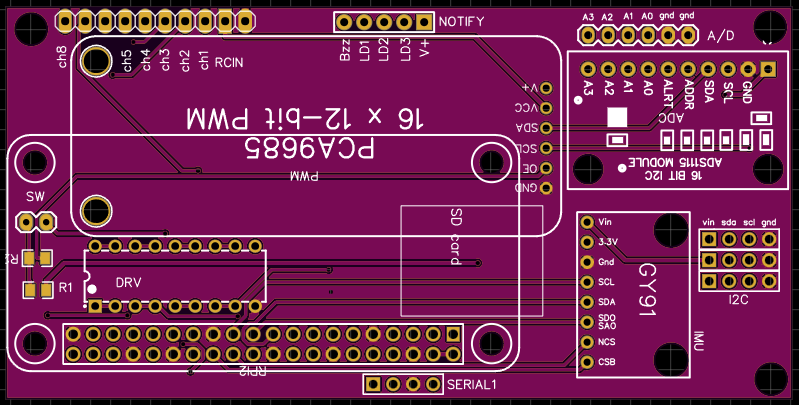 NOTIFY
Bzz
LD1
LD2
LD3
V+
A3 A2 A1 A0 gnd gnd
A/D
ch8
ch5
ch4
ch3
ch2
ch1
RCIN
16 x 12-bit PWM
PCA9685
PWM
V+
VCC
SDA
SCL
OE
GND
A3
A2
A1
A0
ALRT
ADDR
SDA
SCL
GND
ADC
16 BIT I2C
ADS1115 MODULE
SW
SD card
R1
DRV
Vin
3.3V
Gnd
SCL
SDA
SDO
SAO
NCS
CSB
GY91
IMU
vin sda scl gnd
I2C
RPI2
SERIAL1